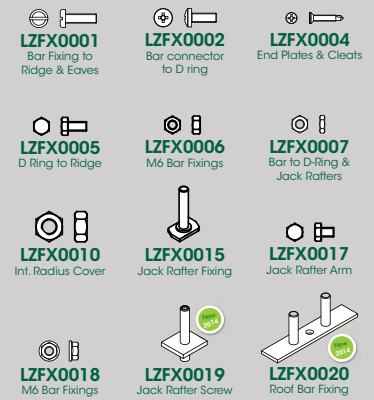 LZFX0001
Bar Fixing to
Ridge & Eaves
LZFX0002
Bar connector
to D ring
LZFX0004
End Plates & Cleats
LZFX0005
D Ring to Ridge
LZFX0006
M6 Bar Fixings
LZFX0007
Bar to D-Ring &
Jack Rafters
LZFX0010
Int. Radius Cover
LZFX0015
Jack Rafter Fixing
LZFX0017
Jack Rafter Arm
LZFX0018
M6 Bar Fixings
New
2014
LZFX0019
Jack Rafter Screw
New
2014
LZFX0020
Roof Bar Fixing